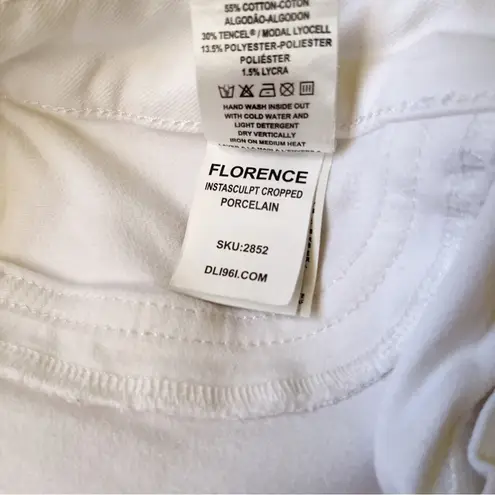 55% COTTON-COTON
ALGODÃO-ALGODON
30% TENCEL® / MODAL LYOCELL
13.5% POLYESTER-POLIESTER
POLIÉSTER
1.5% LYCRA
HAND WASH INSIDE OUT
WITH COLD WATER AND
LIGHT DETERGENT
DRY VERTICALLY
IRON ON MEDIUM HEAT
FLORENCE
INSTASCULPT CROPPED
PORCELAIN
SKU:2852
DLI961.COM